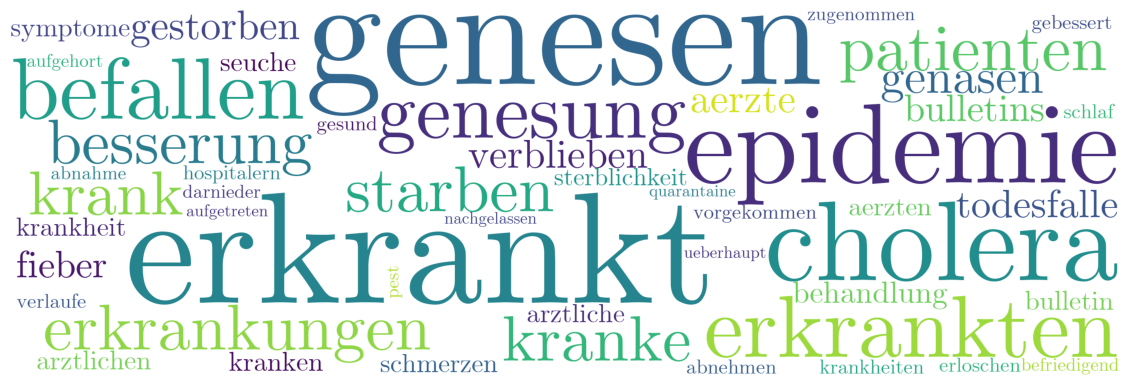 symptome gestorben genesen zugenommen gebessert
aufgehort seuche patienten
befallen genasen
gesund genesung aerzte bulletins schlaf
besserung verblieben epidemie
abnahme hospitalern sterblichkeit
krank darnieder starben quarantaine
aufgetreten nachgelassen vorgekommen aerzten todesfalle
krankheit erkrankt cholera
fieber pest ueberhaupt
verlaufe behandlung bulletin
erkrankungen arztliche kranke erkrankten
arztlichen kranken schmerzen abnehmen krankheiten erloschen befriedigend